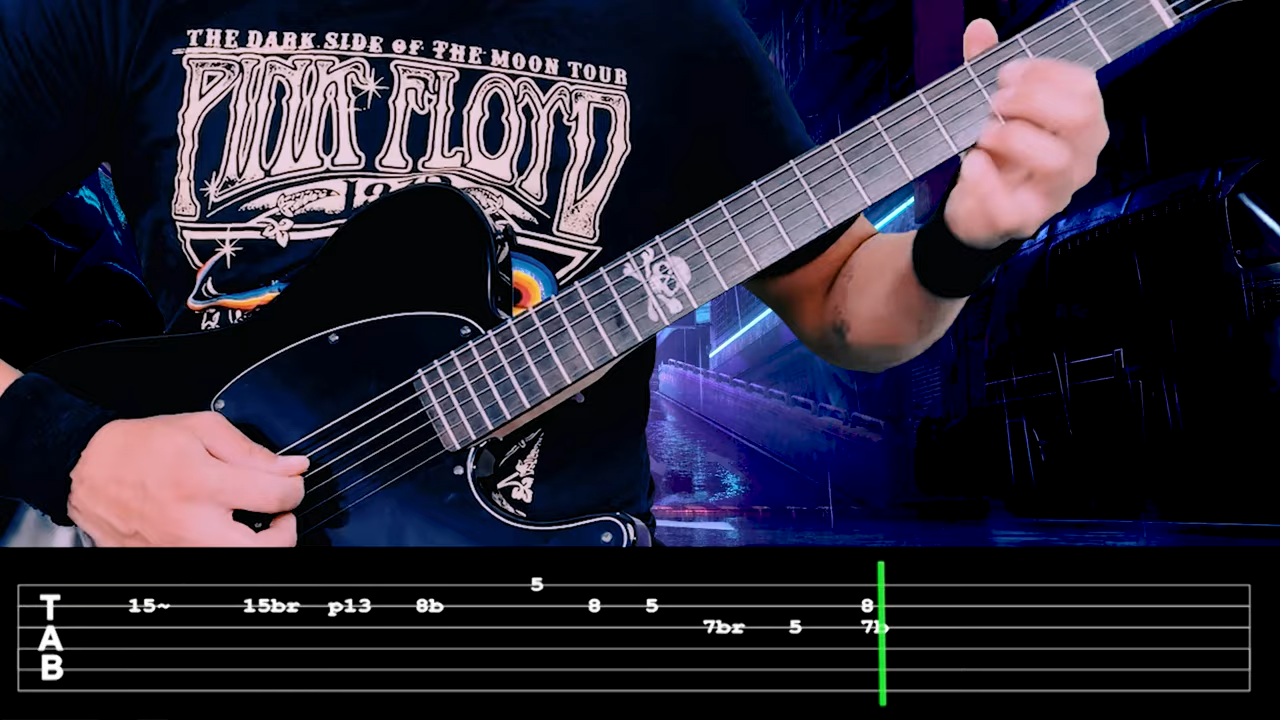 THE DARK SIDE OF THE MOON TOUR
PINK FLOYD
5
T 15~ 15br p13 8b 8 5 8
A 7br 5 7b
B